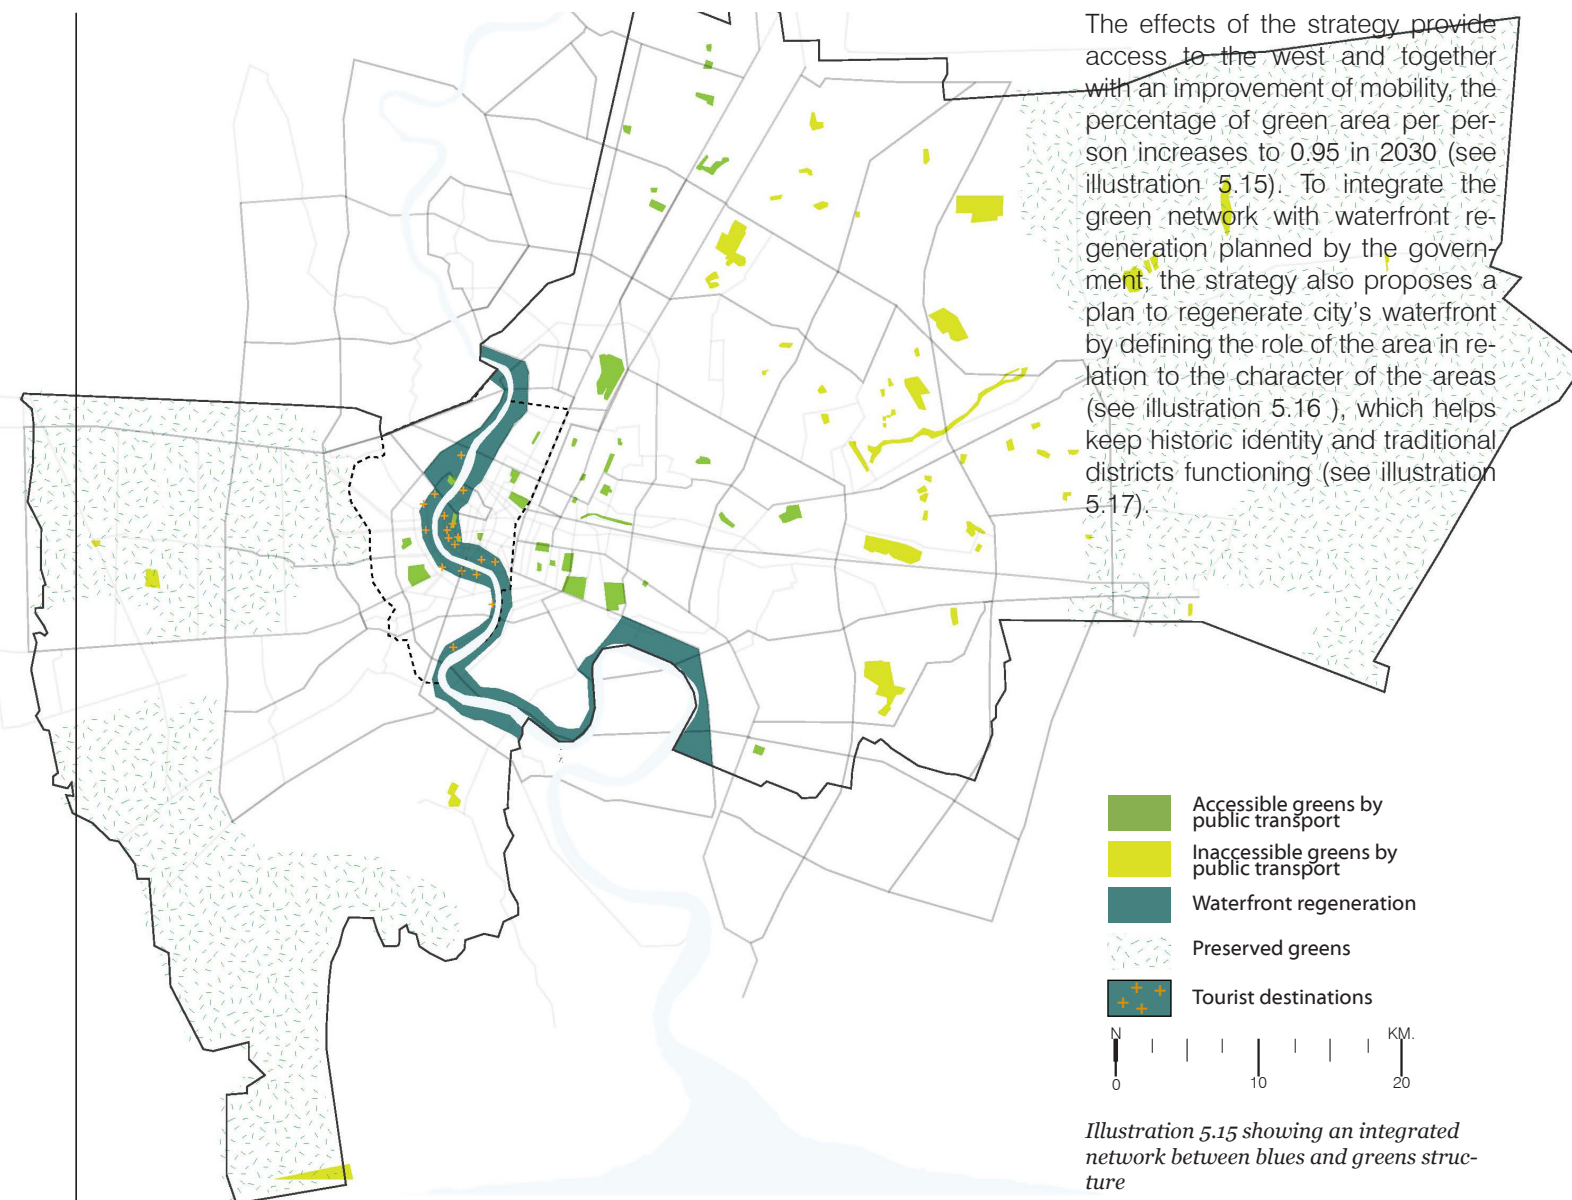 The effects of the strategy provide
access to the west and together
with an improvement of mobility, the
percentage of green area per per-
son increases to 0.95 in 2030 (see
illustration 5.15). To integrate the
green network with waterfront re-
generation planned by the govern-
ment, the strategy also proposes a
plan to regenerate city's waterfront
by defining the role of the area in re-
lation to the character of the areas
(see illustration 5.16 ), which helps
keep historic identity and traditional
districts functioning (see illustration
5.17).
Accessible greens by
public transport
Inaccessible greens by
public transport
Waterfront regeneration
Preserved greens
Tourist destinations
N KM.
0 10 20
Illustration 5.15 showing an integrated
network between blues and greens struc-
ture